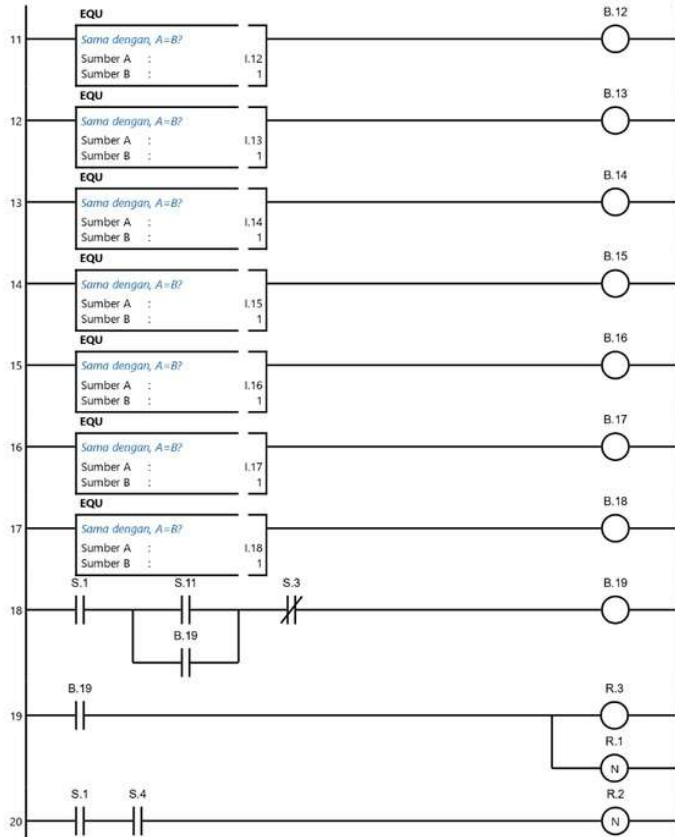 EQU
B.12
11
Sama dengan, A=B?
Sumber A : I.12
Sumber B : 1
EQU
B.13
12
Sama dengan, A=B?
Sumber A : I.13
Sumber B : 1
EQU
B.14
13
Sama dengan, A=B?
Sumber A : I.14
Sumber B : 1
EQU
B.15
14
Sama dengan, A=B?
Sumber A : I.15
Sumber B : 1
EQU
B.16
15
Sama dengan, A=B?
Sumber A : I.16
Sumber B : 1
EQU
B.17
16
Sama dengan, A=B?
Sumber A : I.17
Sumber B : 1
EQU
B.18
17
Sama dengan, A=B?
Sumber A : I.18
Sumber B : 1
S.1 S.11 S.3 B.19
18
B.19
B.19 R.3
19
R.1
N
S.1 S.4 R.2
20 N